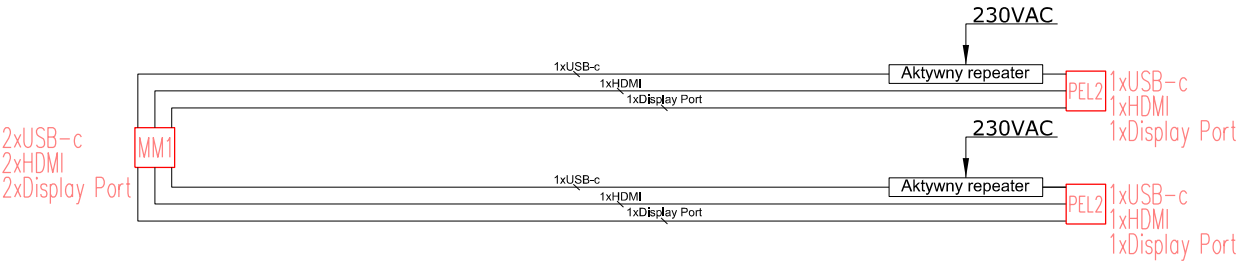 230VAC
1xUSB-c
Aktywny repeater
1xHDMI
1xDisplay Port
PEL2
1xUSB-c
1xHDMI
1xDisplay Port
2xUSB-c
2xHDMI
2xDisplay Port
MM1
230VAC
1xUSB-c
Aktywny repeater
1xHDMI
1xDisplay Port
PEL2
1xUSB-c
1xHDMI
1xDisplay Port